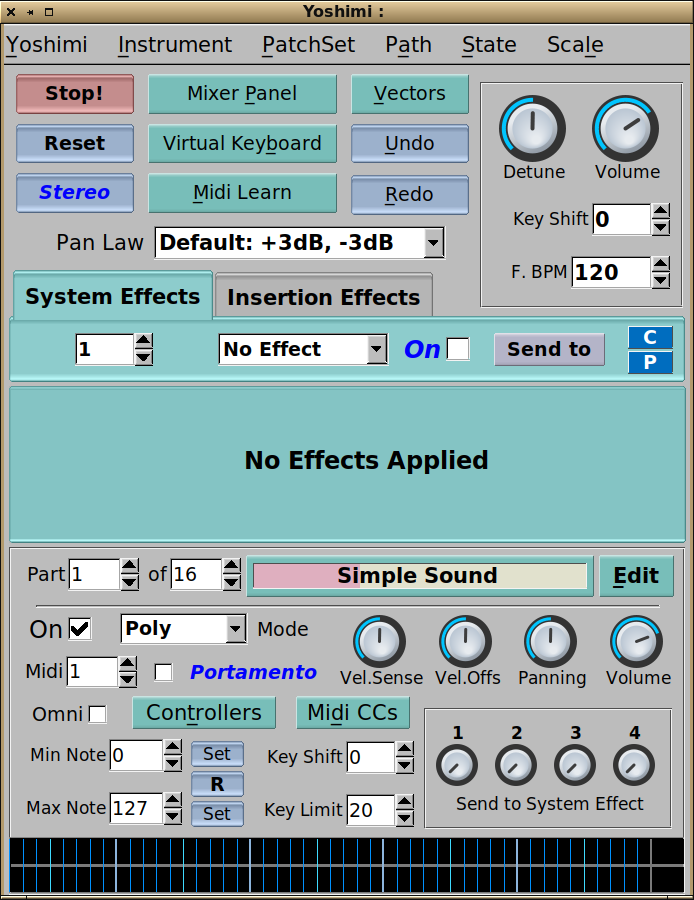 Yoshimi :
Yoshimi Instrument PatchSet Path State Scale
Stop! Mixer Panel Vectors
Reset Virtual Keyboard Undo
Stereo Midi Learn Redo
Detune Volume
Key Shift 0
Pan Law Default: +3dB, -3dB
F. BPM 120
System Effects Insertion Effects
1 No Effect On Send to C
P
No Effects Applied
Part 1 of 16 Simple Sound Edit
On Poly Mode
Midi 1 Portamento
Vel.Sense Vel.Offs Panning Volume
Omni Controllers Midi CCs
Min Note 0 Set Key Shift 0
R
Max Note 127 Set Key Limit 20
1 2 3 4
Send to System Effect